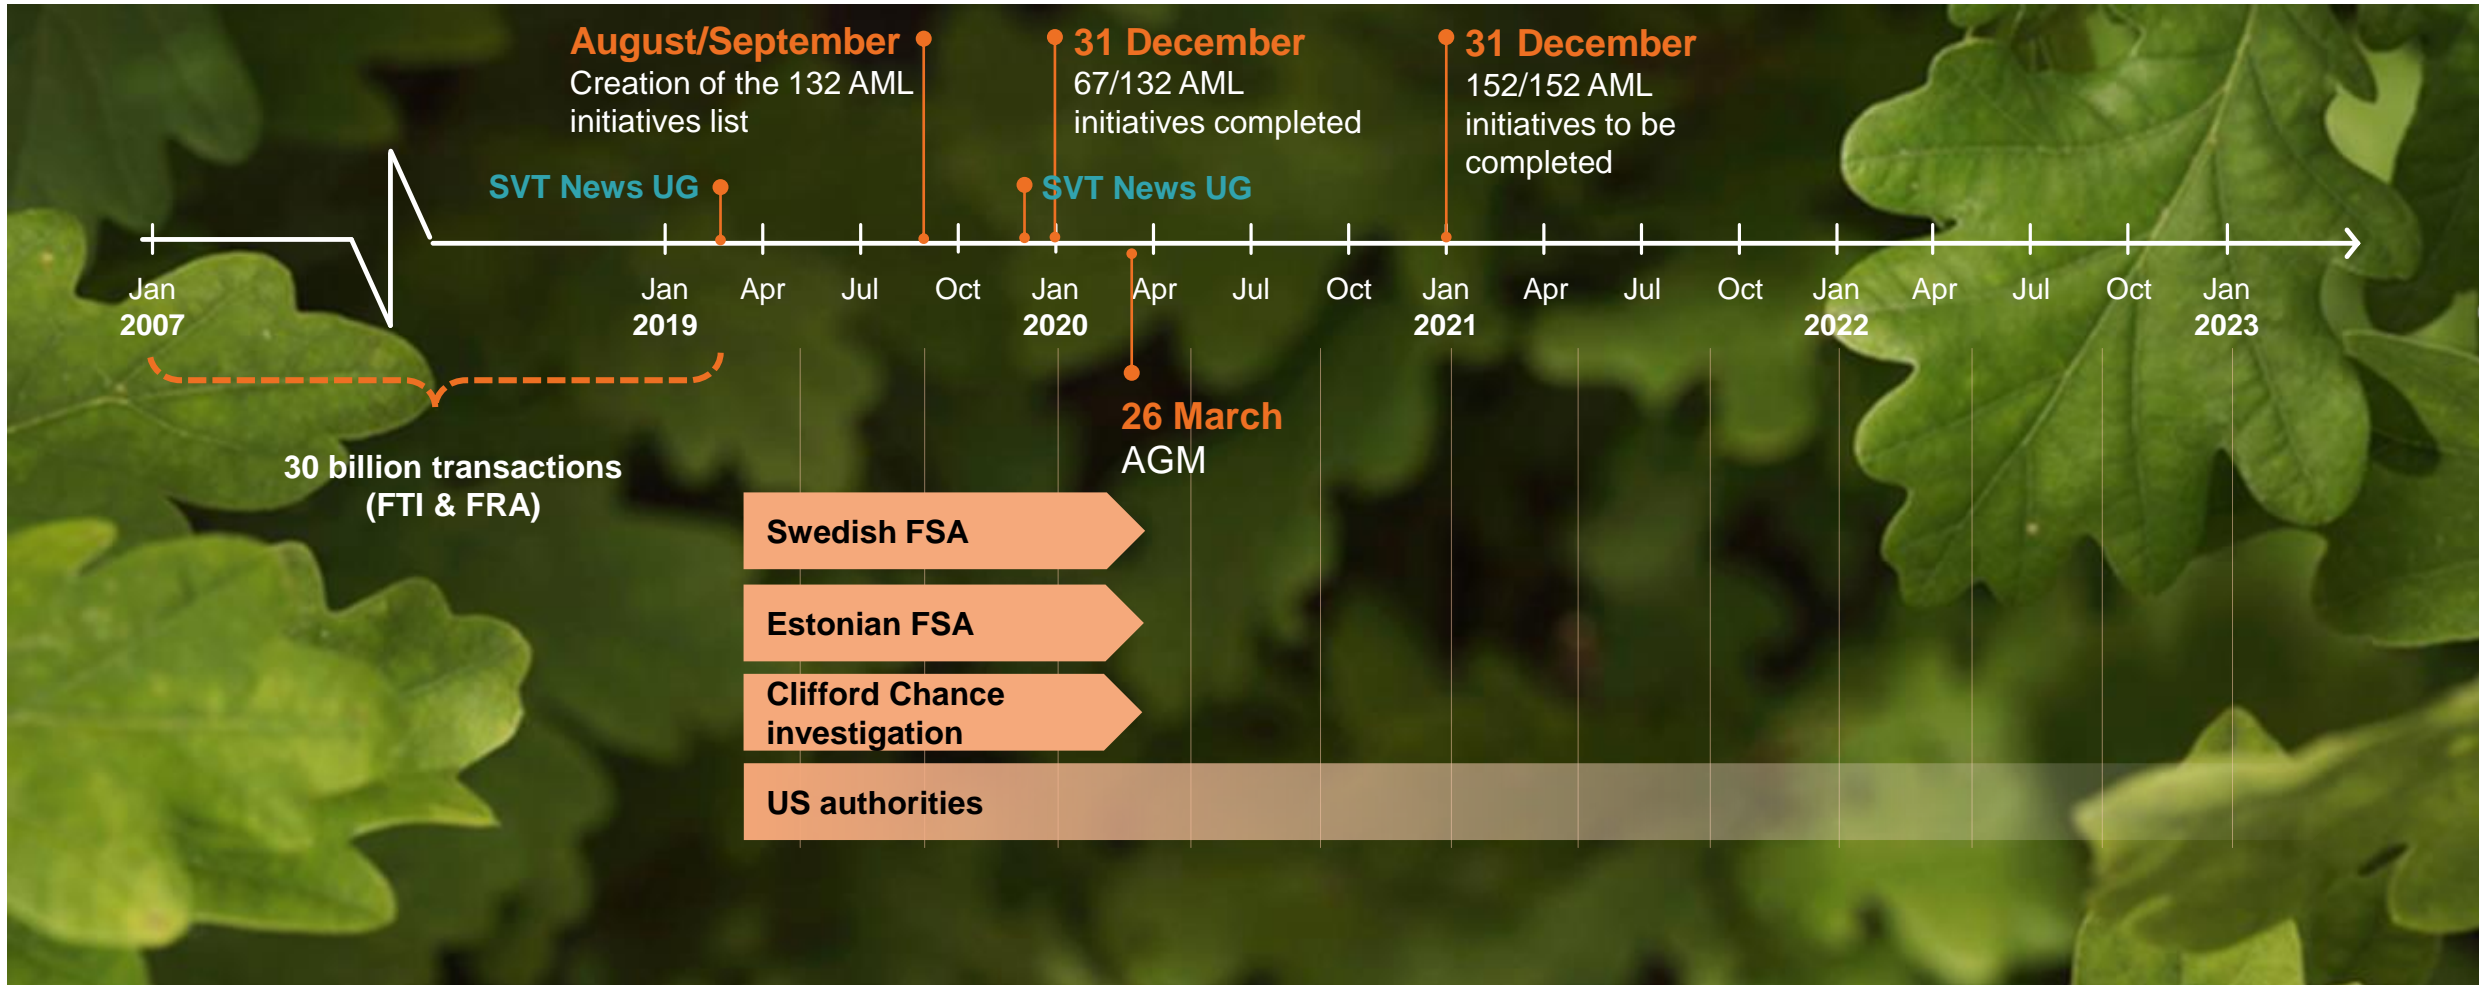 August/September
Creation of the 132 AML
initiatives list
31 December
67/132 AML
initiatives completed
31 December
152/152 AML
initiatives to be
completed
SVT News UG
SVT News UG
Jan Jan Apr Jul Oct Jan Apr Jul Oct Jan Apr Jul Oct Jan Apr Jul Oct Jan
2007 2019 2020 2021 2022 2023
26 March
AGM
30 billion transactions
(FTI & FRA)
Swedish FSA
Estonian FSA
Clifford Chance
investigation
US authorities